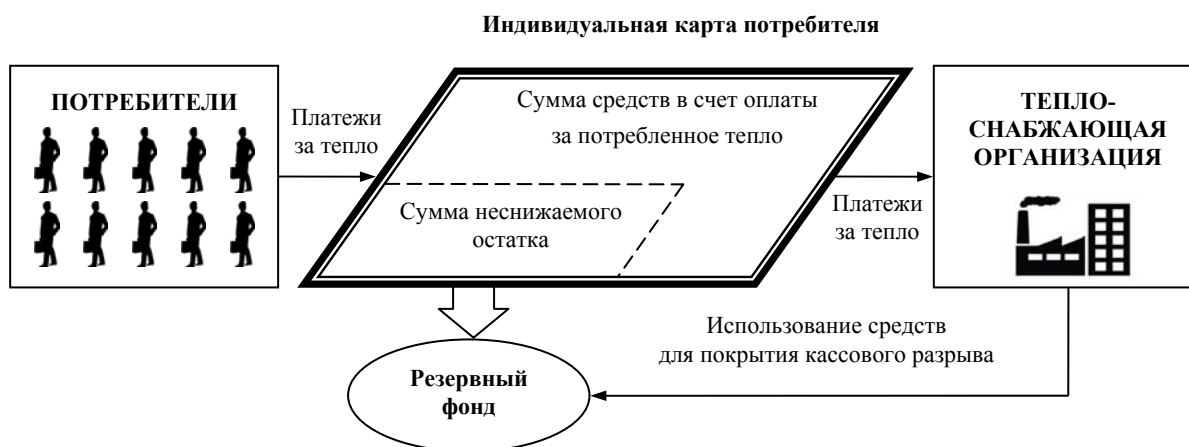 Индивидуальная карта потребителя
ПОТРЕБИТЕЛИ
Платежи
за тепло
Сумма средств в счет оплаты
за потребленное тепло
Сумма неснижаемого
остатка
Платежи
за тепло
ТЕПЛО-
СНАБЖАЮЩАЯ
ОРГАНИЗАЦИЯ
Использование средств
для покрытия кассового разрыва
Резервный
фонд